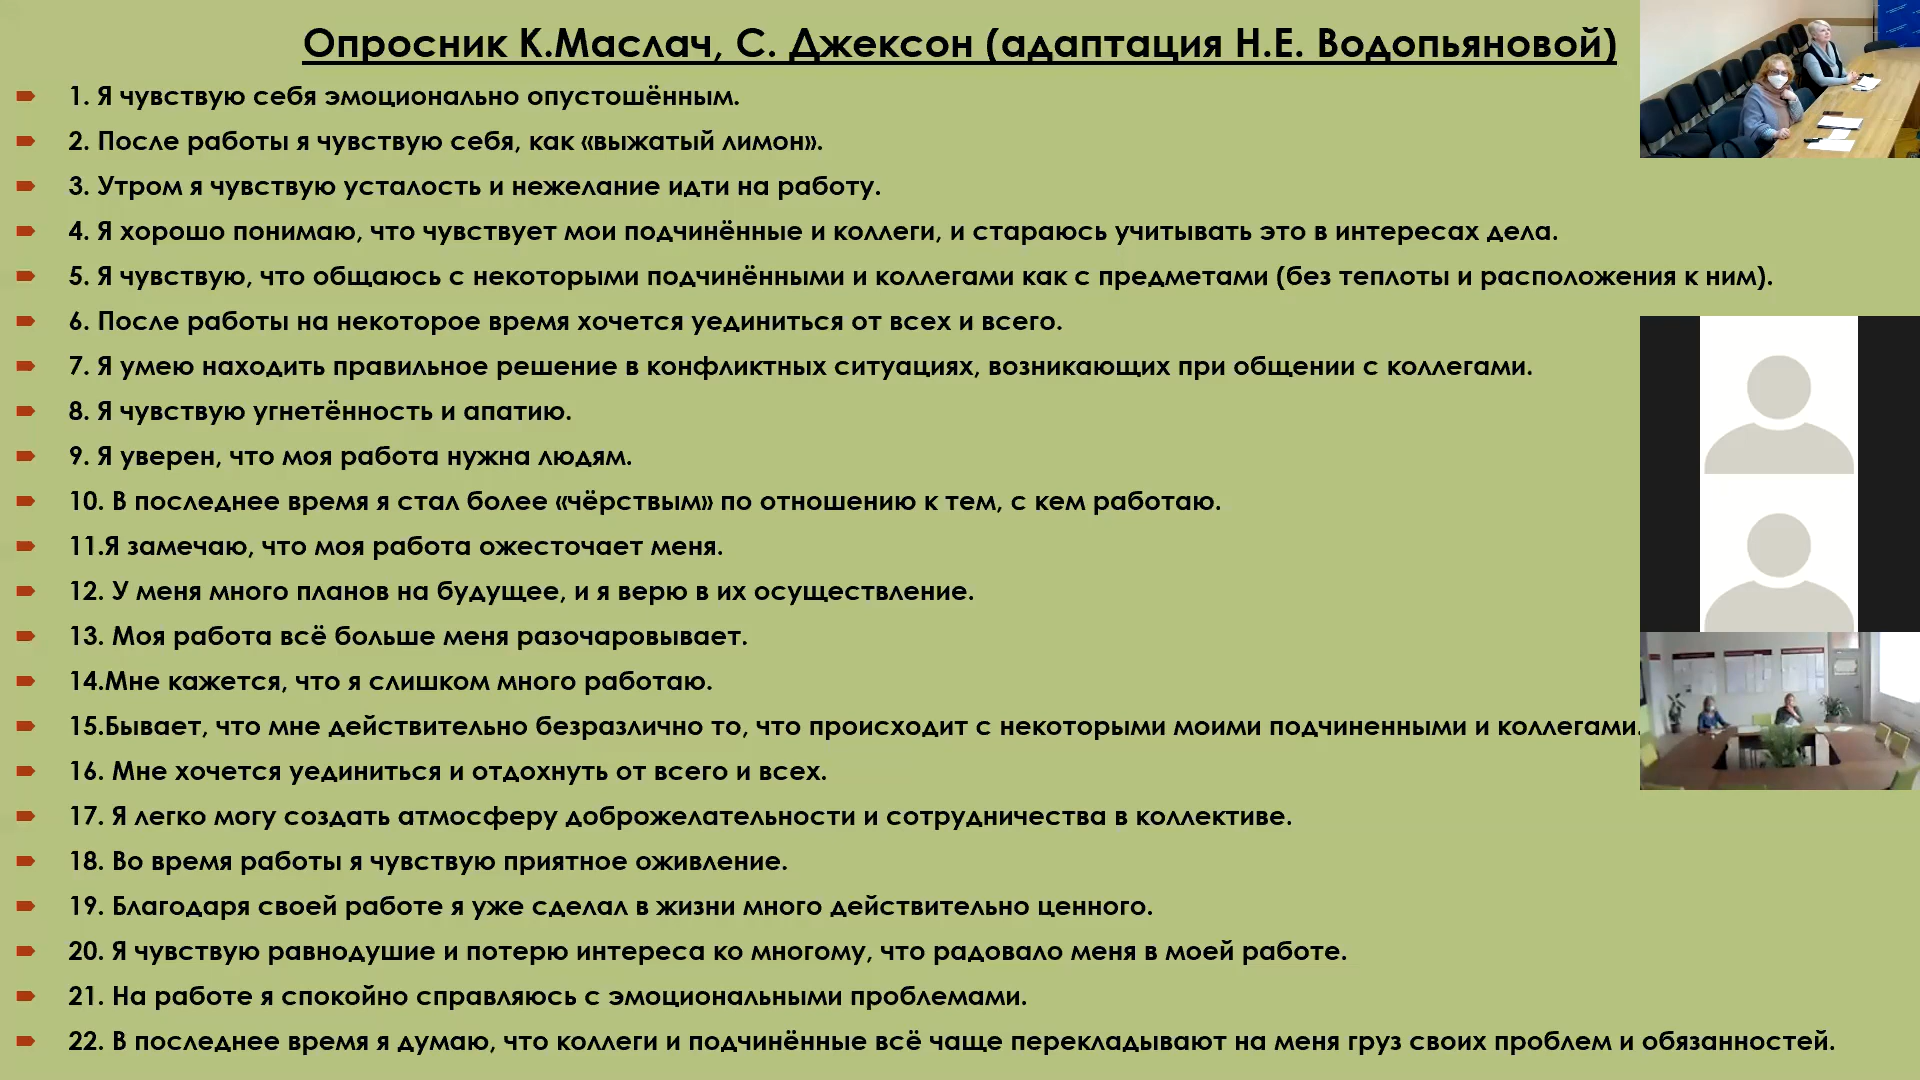 Опросник К.Маслач, С. Джексон (адаптация Н.Е. Водопьяновой)
1. Я чувствую себя эмоционально опустошённым.
2. После работы я чувствую себя, как «выжатый лимон».
3. Утром я чувствую усталость и нежелание идти на работу.
4. Я хорошо понимаю, что чувствует мои подчинённые и коллеги, и стараюсь учитывать это в интересах дела.
5. Я чувствую, что общаюсь с некоторыми подчинёнными и коллегами как с предметами (без теплоты и расположения к ним).
6. После работы на некоторое время хочется уединиться от всех и всего.
7. Я умею находить правильное решение в конфликтных ситуациях, возникающих при общении с коллегами.
8. Я чувствую угнетённость и апатию.
9. Я уверен, что моя работа нужна людям.
10. В последнее время я стал более «чёрствым» по отношению к тем, с кем работаю.
11.Я замечаю, что моя работа ожесточает меня.
12. У меня много планов на будущее, и я верю в их осуществление.
13. Моя работа всё больше меня разочаровывает.
14.Мне кажется, что я слишком много работаю.
15.Бывает, что мне действительно безразлично то, что происходит с некоторыми моими подчиненными и коллегами.
16. Мне хочется уединиться и отдохнуть от всего и всех.
17. Я легко могу создать атмосферу доброжелательности и сотрудничества в коллективе.
18. Во время работы я чувствую приятное оживление.
19. Благодаря своей работе я уже сделал в жизни много действительно ценного.
20. Я чувствую равнодушие и потерю интереса ко многому, что радовало меня в моей работе.
21. На работе я спокойно справляюсь с эмоциональными проблемами.
22. В последнее время я думаю, что коллеги и подчинённые всё чаще перекладывают на меня груз своих проблем и обязанностей.